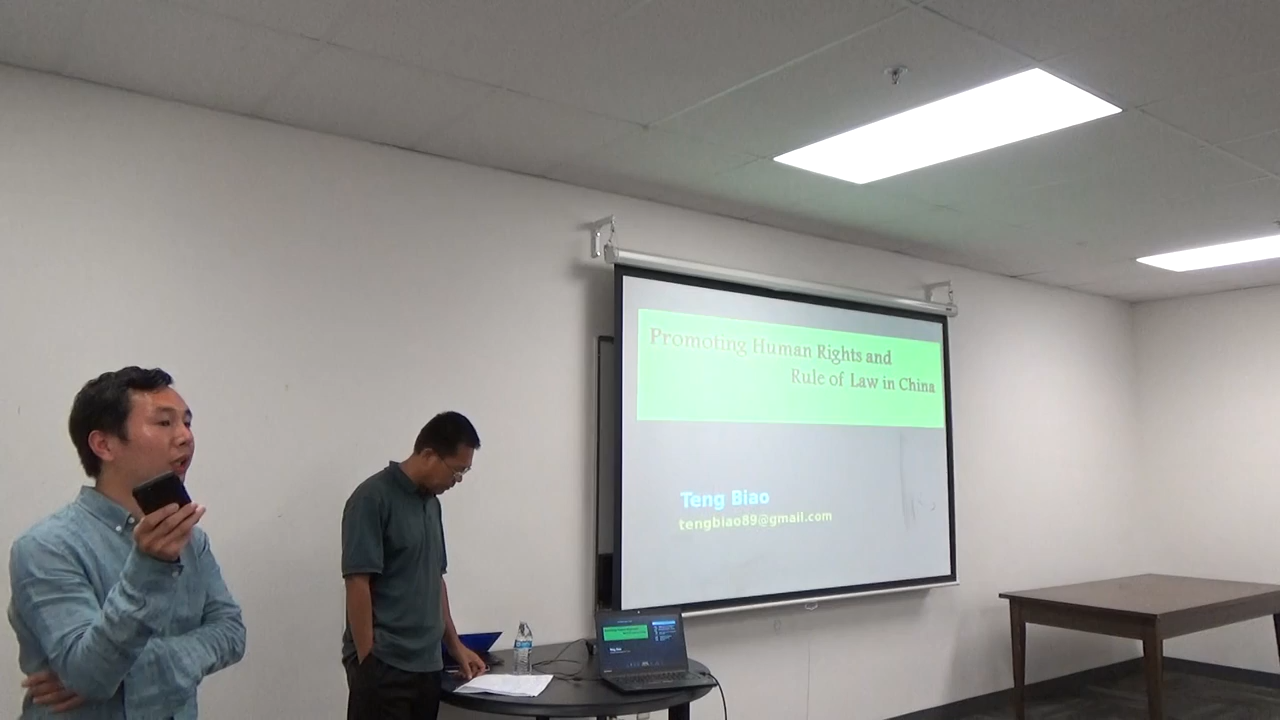 Promoting Human Rights and
Rule of Law in China
Teng Biao
tengbiao89@gmail.com